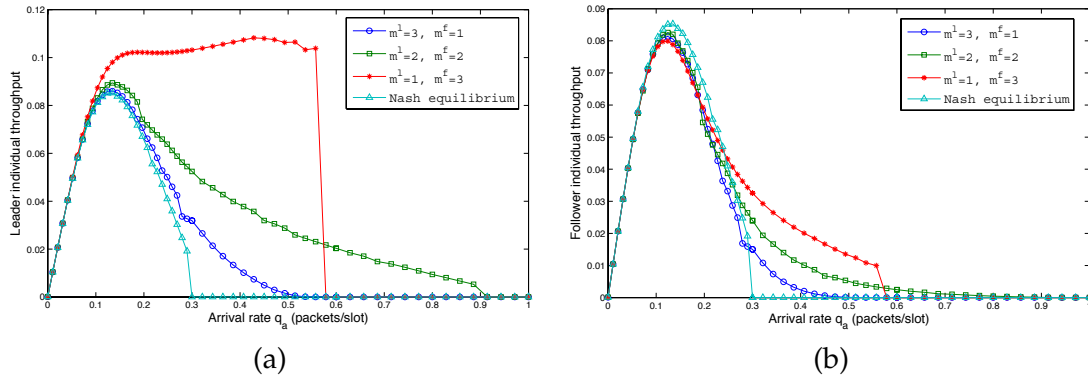 0.12
0.1
0.08
0.06
0.04
0.02
0
Leader individual throughput
m^l=3, m^f=1
m^l=2, m^f=2
m^l=1, m^f=3
Nash equilibrium
0 0.1 0.2 0.3 0.4 0.5 0.6 0.7 0.8 0.9 1
Arrival rate q_a (packets/slot)
(a)
0.09
0.08
0.07
0.06
0.05
0.04
0.03
0.02
0.01
0
Follower individual throughput
m^l=3, m^f=1
m^l=2, m^f=2
m^l=1, m^f=3
Nash equilibrium
0 0.1 0.2 0.3 0.4 0.5 0.6 0.7 0.8 0.9
Arrival rate q_a (packets/slot)
(b)